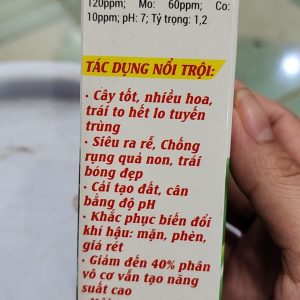 120ppm; Mo: 60ppm; Co:
10ppm; pH: 7; Tỷ trọng: 1,2
TÁC DỤNG NỔI TRỘI:
- Cây tốt, nhiều hoa,
trái to hết lo tuyến
trùng
- Siêu ra rễ, Chống
rụng quả non, trái
bóng đẹp
- Cải tạo đất, cân
bằng độ pH
- Khắc phục biến đổi
khí hậu: mặn, phèn,
giá rét
- Giảm đến 40% phân
vô cơ vẫn tạo năng
suất cao